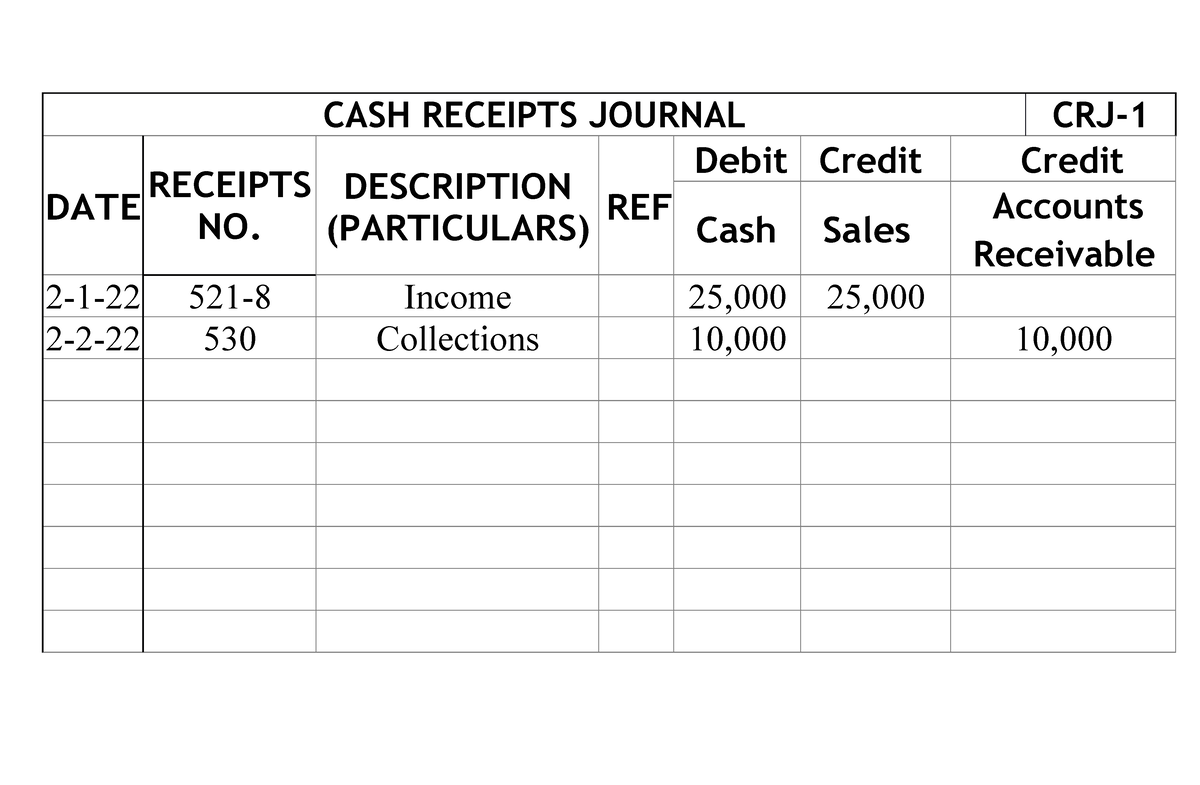 CASH RECEIPTS JOURNAL CRJ-1
DATE RECEIPTS NO. DESCRIPTION (PARTICULARS) REF Debit Credit Credit
Cash Sales Accounts Receivable
2-1-22 521-8 Income 25,000 25,000
2-2-22 530 Collections 10,000 10,000